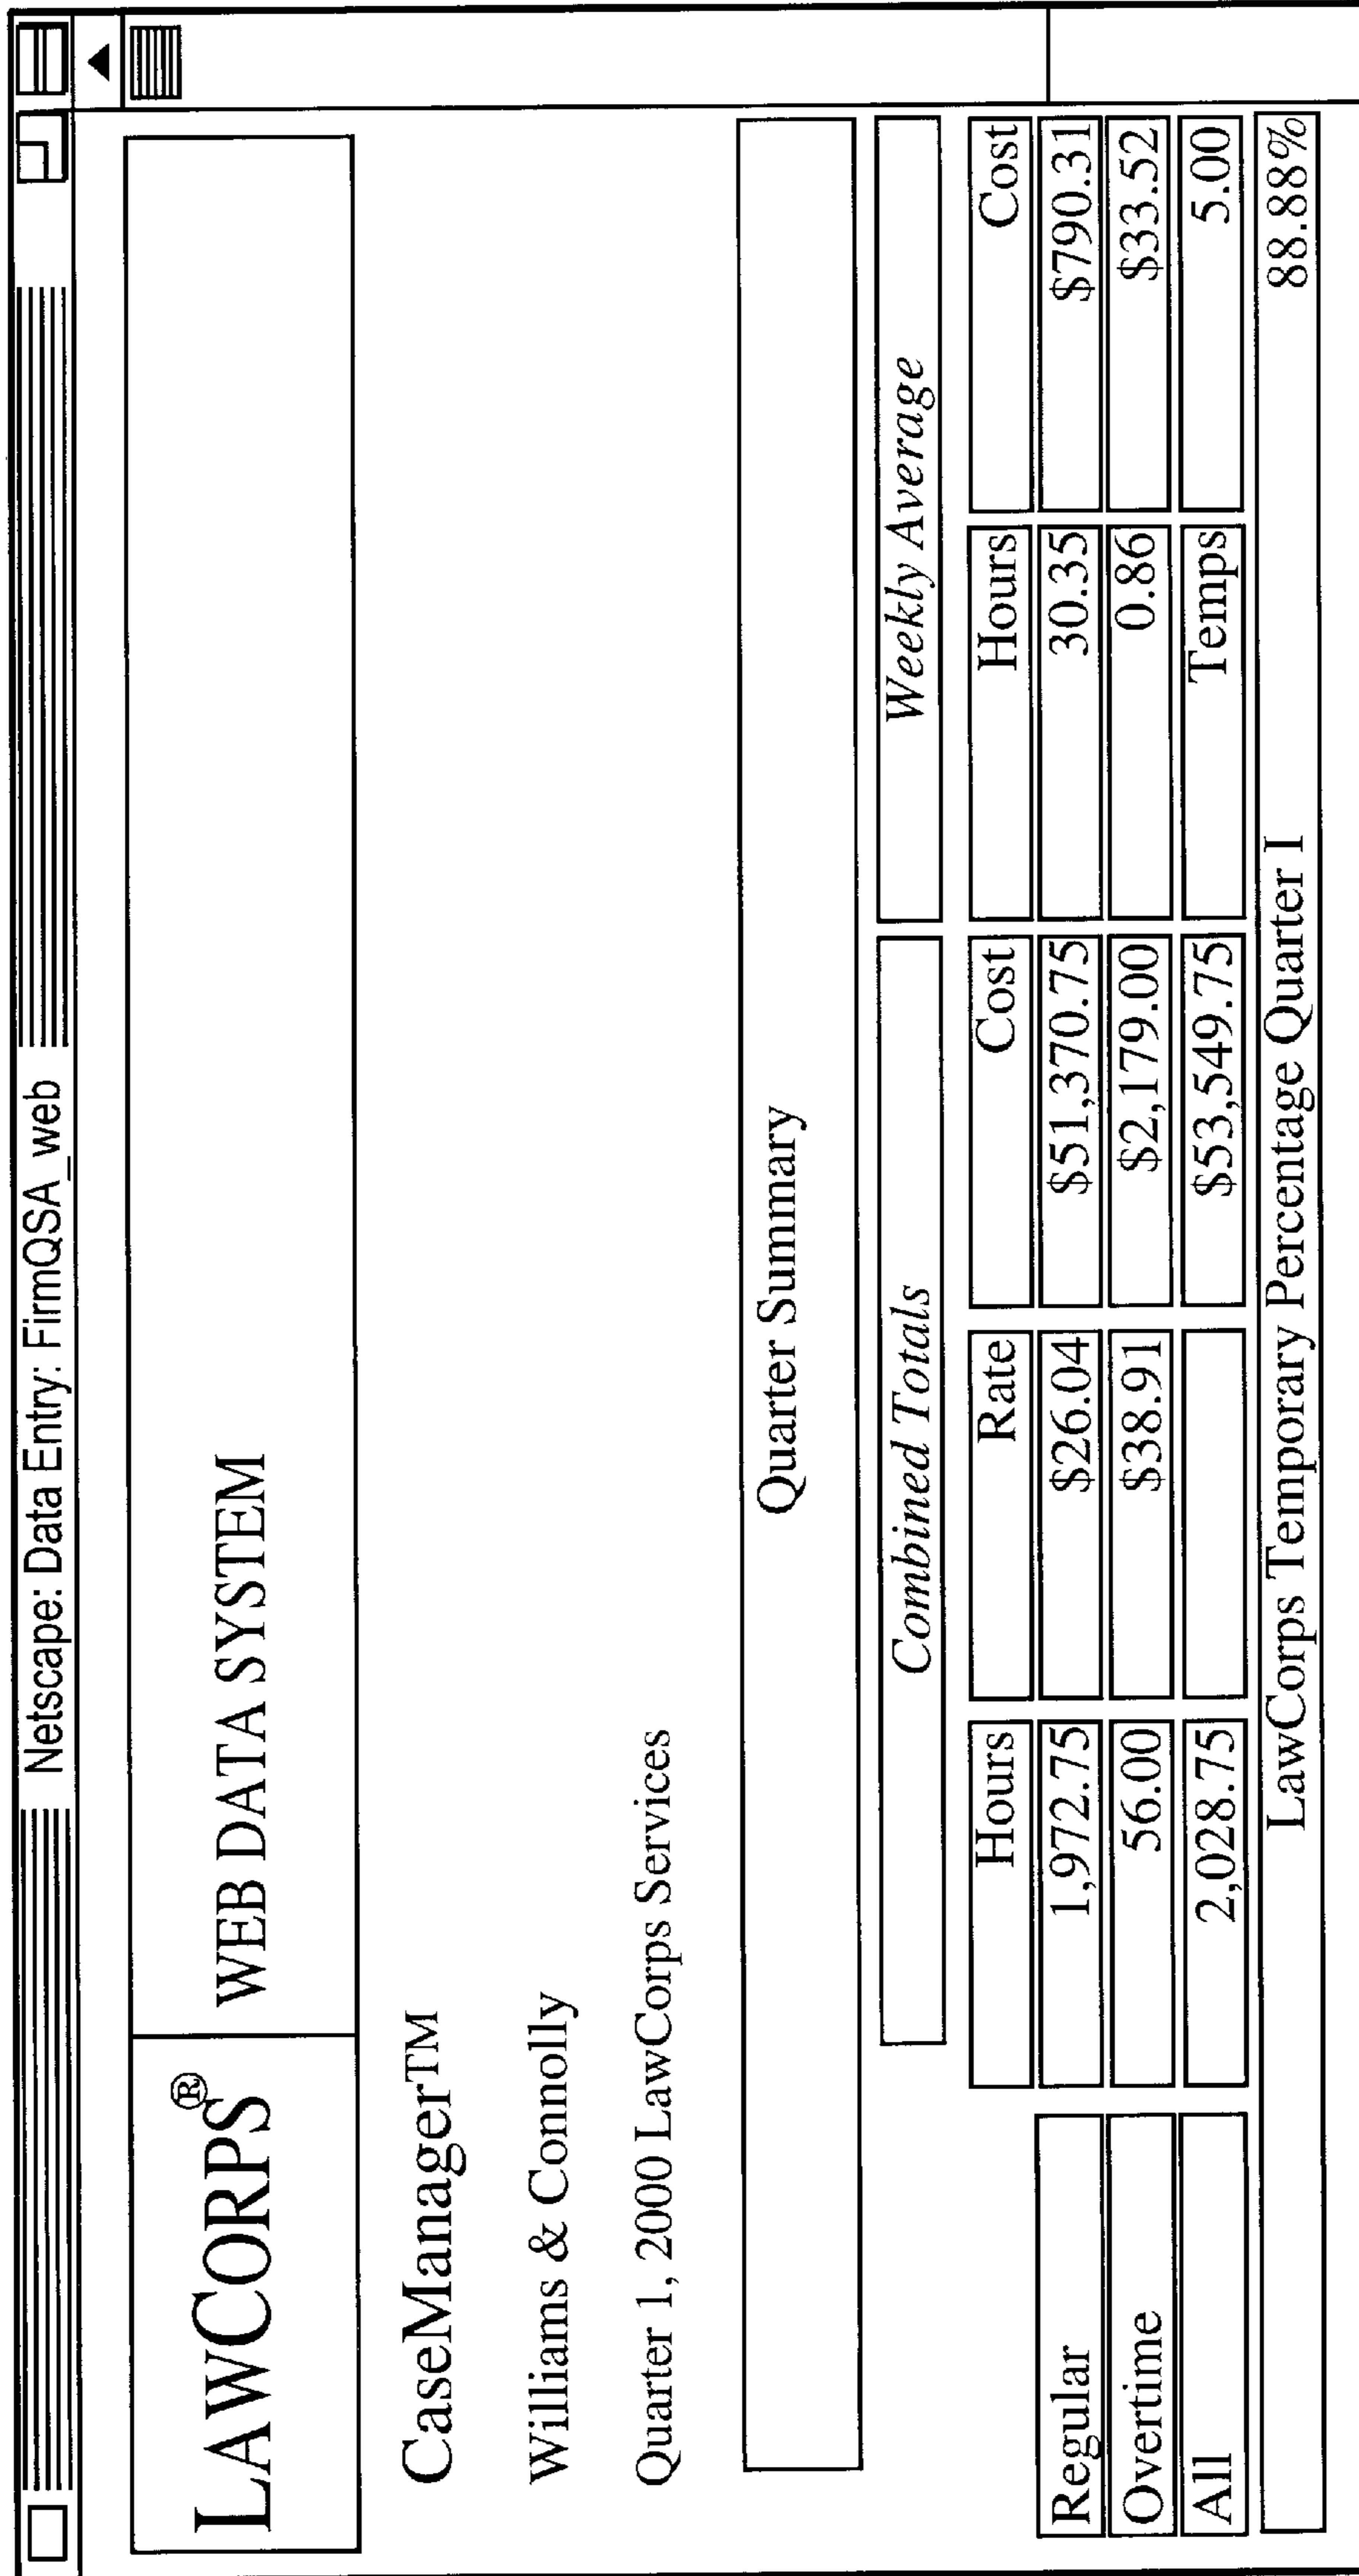 Netscape: Data Entry: FirmQSA_web
LAWCORPS® WEB DATA SYSTEM
CaseManager™
Williams & Connolly
Quarter 1, 2000 LawCorps Services
Quarter Summary
Combined Totals Weekly Average
Hours Rate Cost Hours Cost
Regular 1,972.75 $26.04 $51,370.75 30.35 $790.31
Overtime 56.00 $38.91 $2,179.00 0.86 $33.52
All 2,028.75 $53,549.75 Temps 5.00
LawCorps Temporary Percentage Quarter I 88.88%